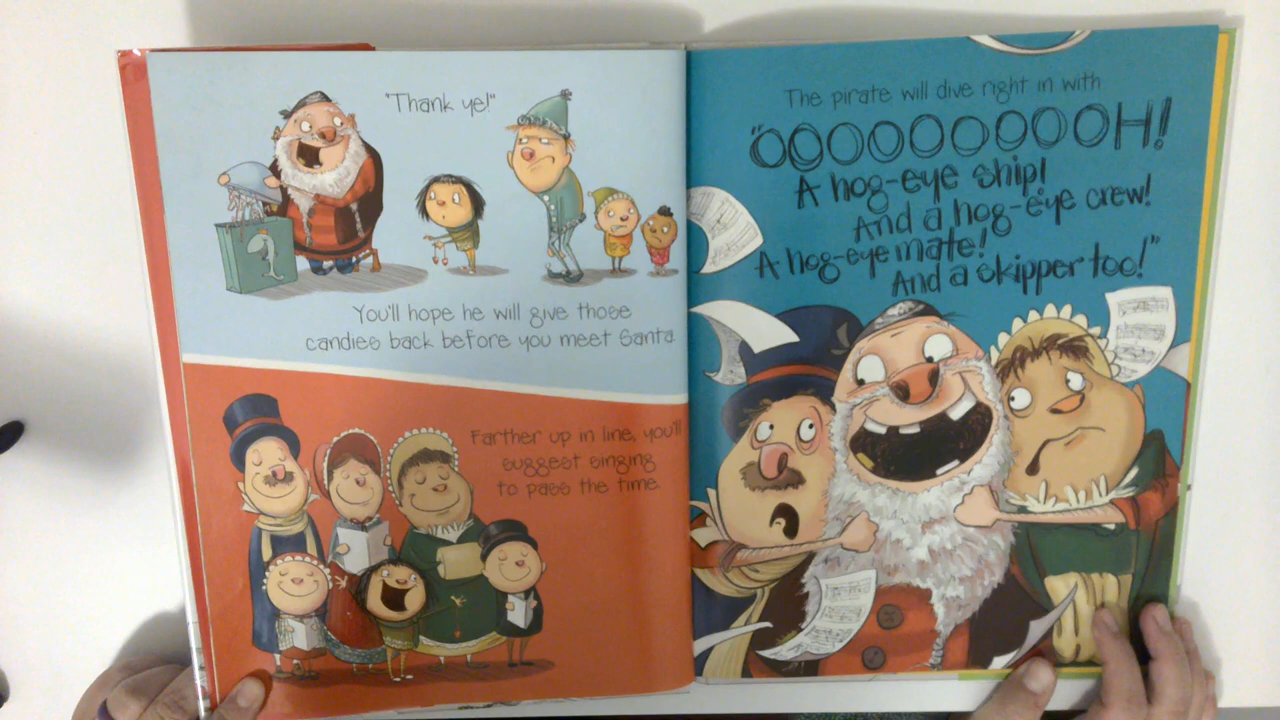 "Thank ye!"
You'll hope he will give those
candies back before you meet Santa.
Farther up in line, you'll
suggest singing
to pass the time.
The pirate will dive right in with
"OOOOOOOOOOH!
A hog-eye ship!
And a hog-eye crew!
A hog-eye mate!
And a skipper too!"